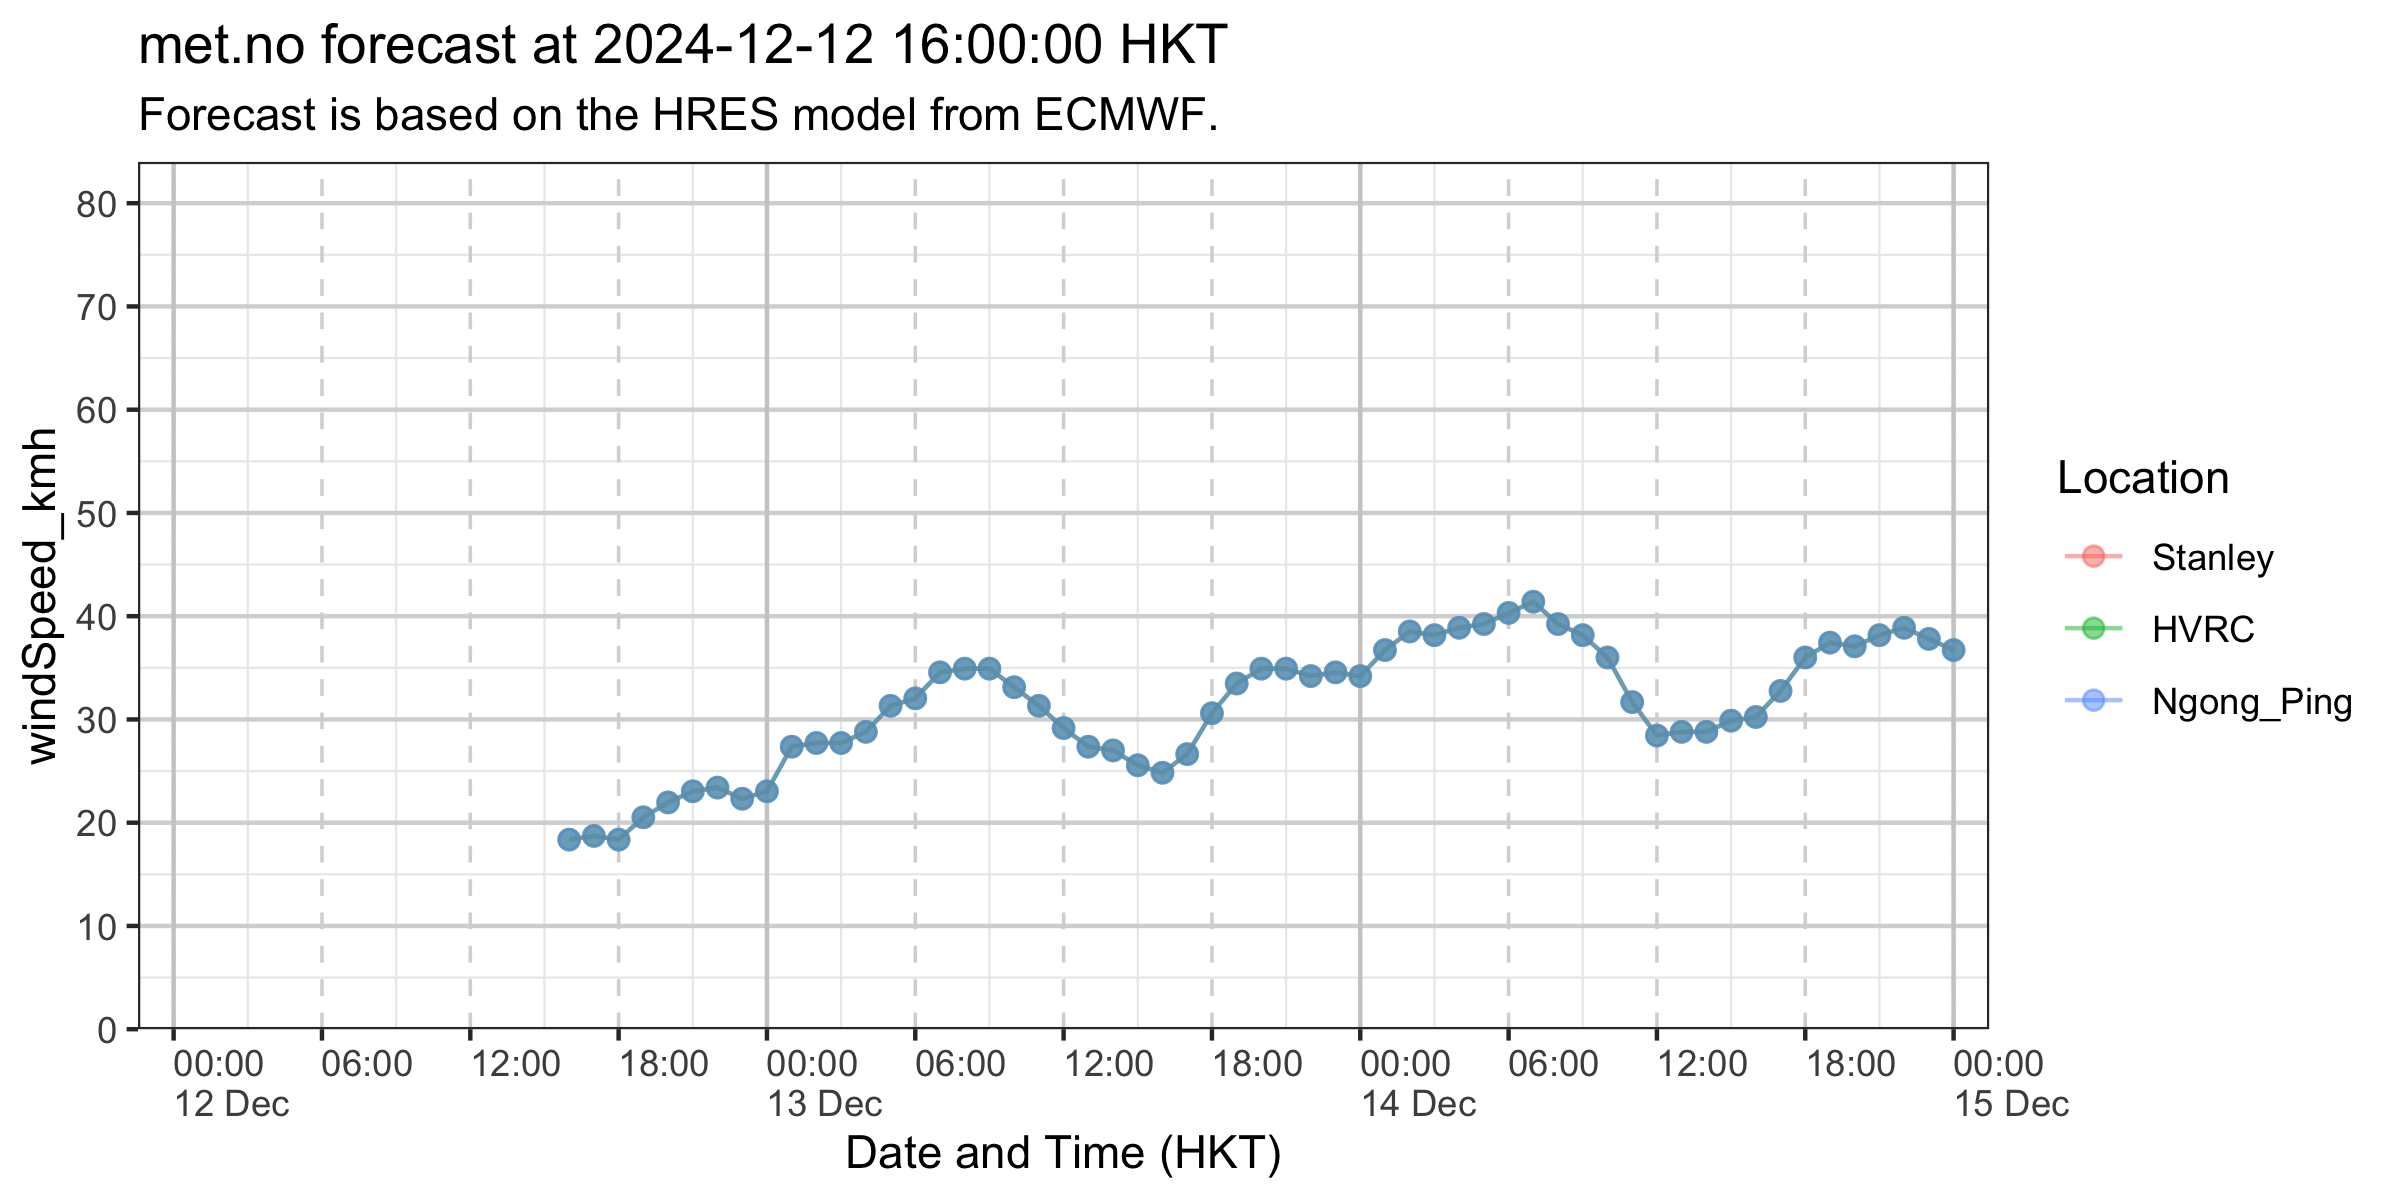 met.no forecast at 2024-12-12 16:00:00 HKT
Forecast is based on the HRES model from ECMWF.
windSpeed_kmh
80
70
60
50
40
30
20
10
0
00:00 06:00 12:00 18:00 00:00 06:00 12:00 18:00 00:00 06:00 12:00 18:00 00:00
12 Dec 13 Dec 14 Dec 15 Dec
Date and Time (HKT)
Location
Stanley
HVRC
Ngong_Ping